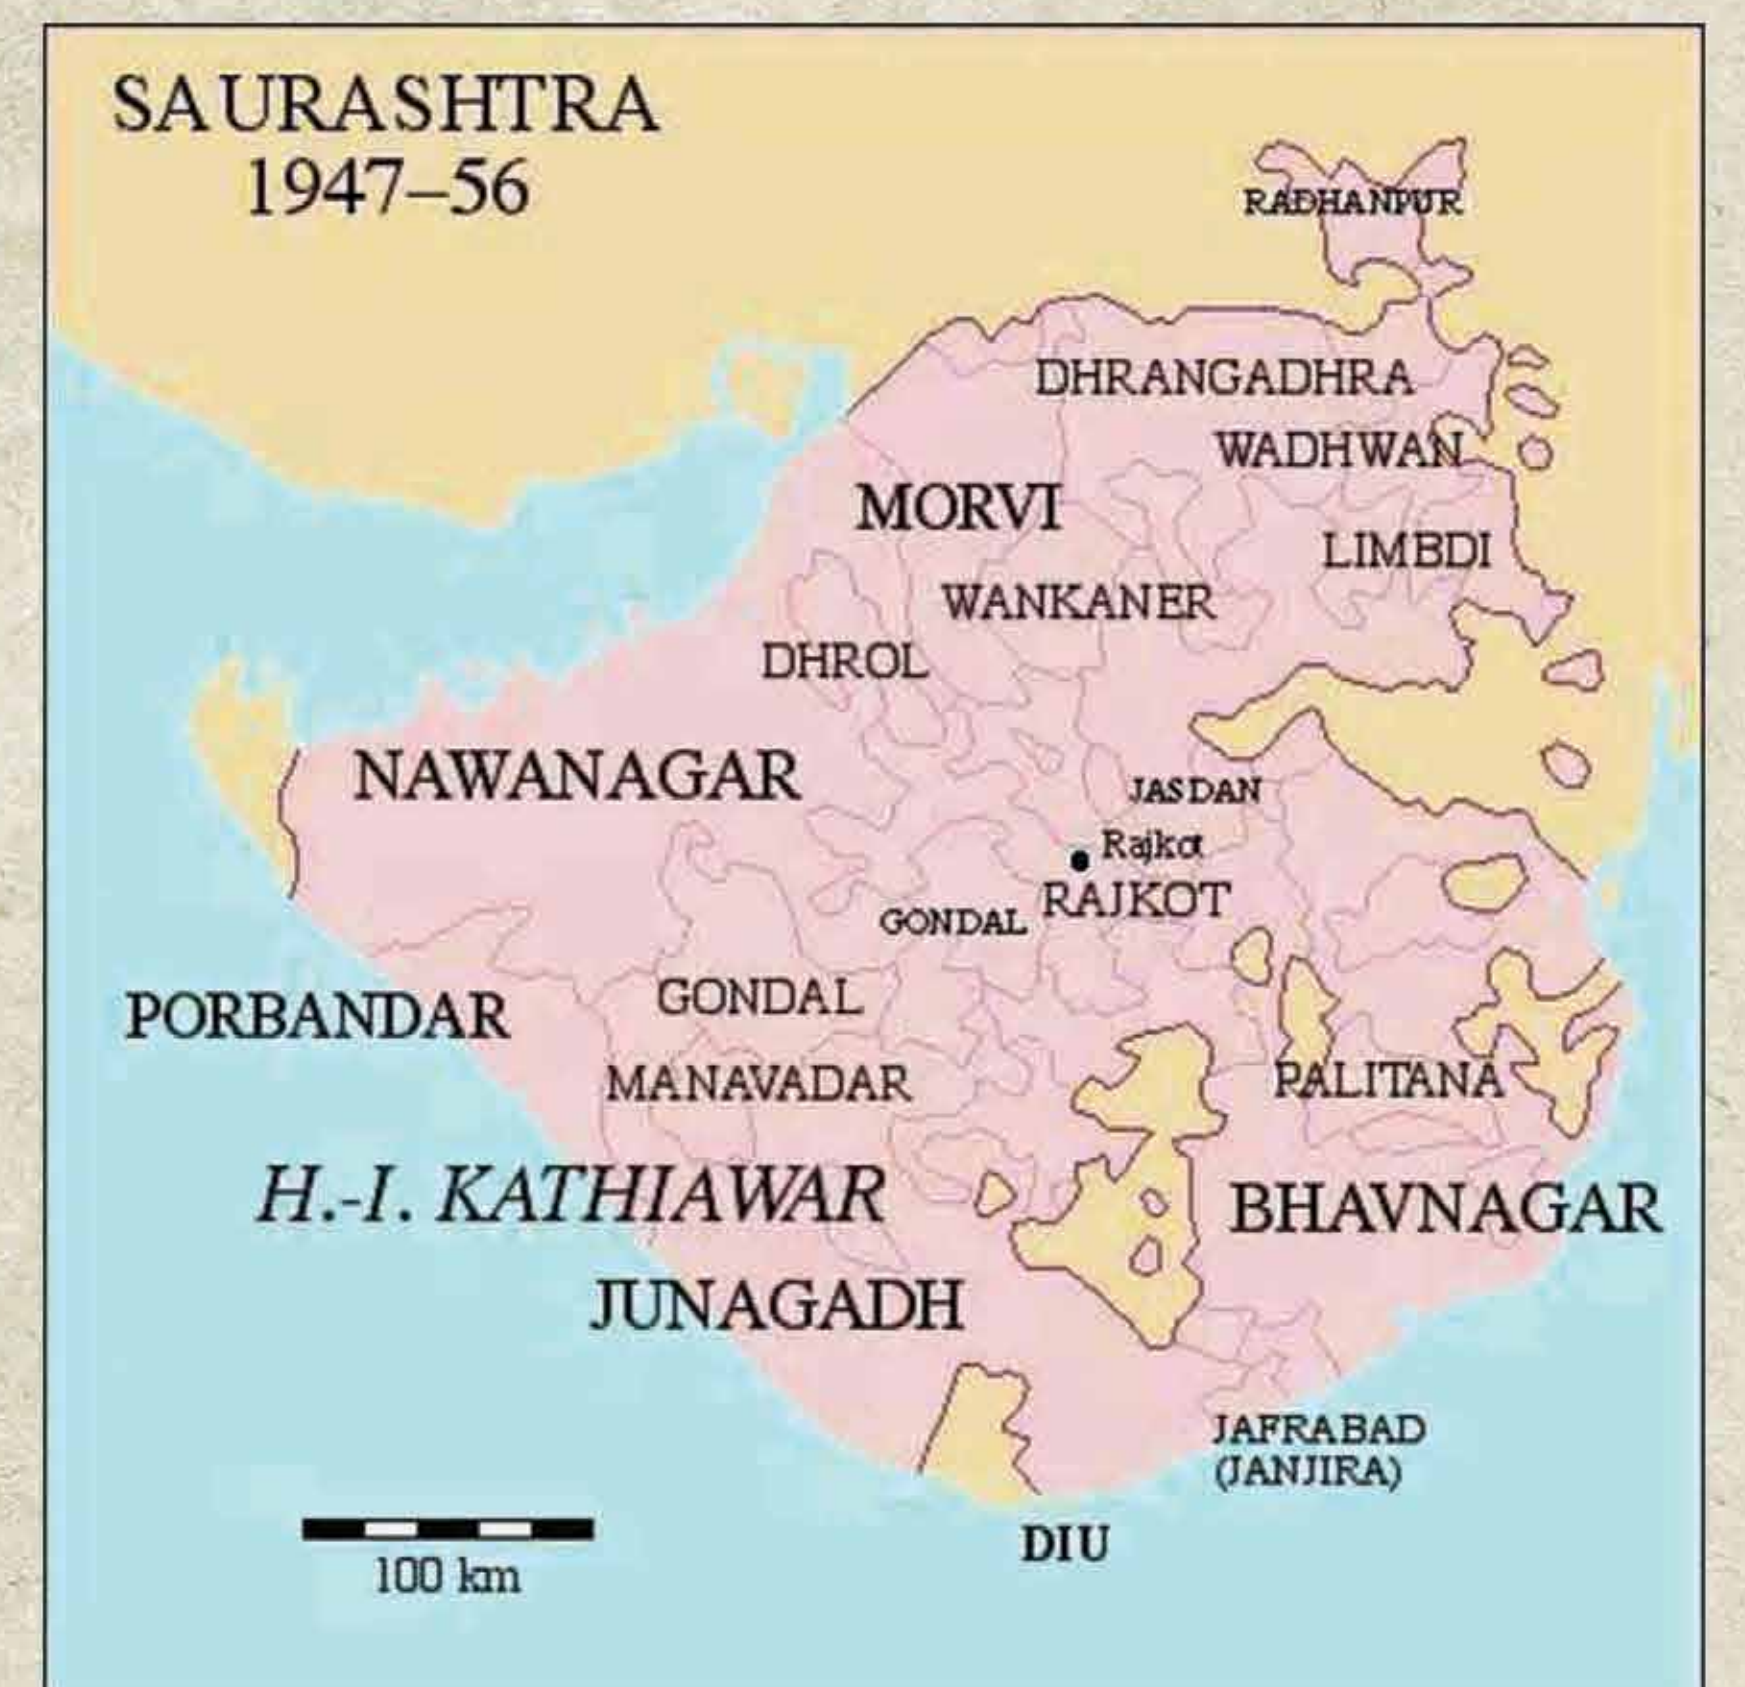 SAURASHTRA
1947–56
RADHANPUR
DHRANGADHRA
WADHWAN
MORVI
LIMBDI
WANKANER
DHROL
NAWANAGAR
JASDAN
Rajkot
RAJKOT
GONDAL
GONDAL
PORBANDAR
MANAVADAR
PALITANA
H.-I. KATHIAWAR
BHAVNAGAR
JUNAGADH
JAFRABAD
(JANJIRA)
DIU
100 km